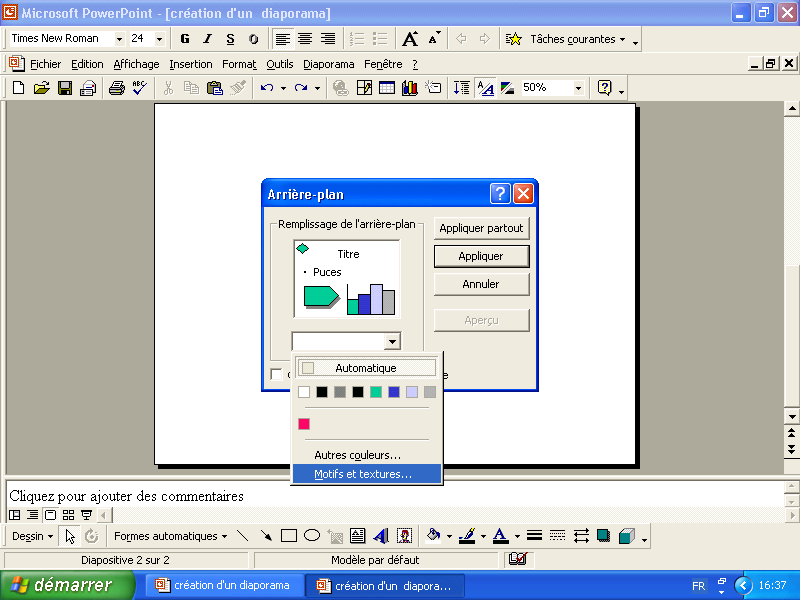 Microsoft PowerPoint - [création d'un  diaporama]
Times New Roman 24 G I S O A A Tâches courantes
Fichier Edition Affichage Insertion Format Outils Diaporama Fenêtre ?
ABC 50% ?
Arrière-plan
Remplissage de l'arrière-plan
Titre
• Puces
Appliquer partout
Appliquer
Annuler
Aperçu
Automatique
Autres couleurs...
Motifs et textures...
Cliquez pour ajouter des commentaires
Dessin Formes automatiques A
Diapositive 2 sur 2 Modèle par défaut
démarrer création d'un diaporama création d'un  diapora... FR 16:37